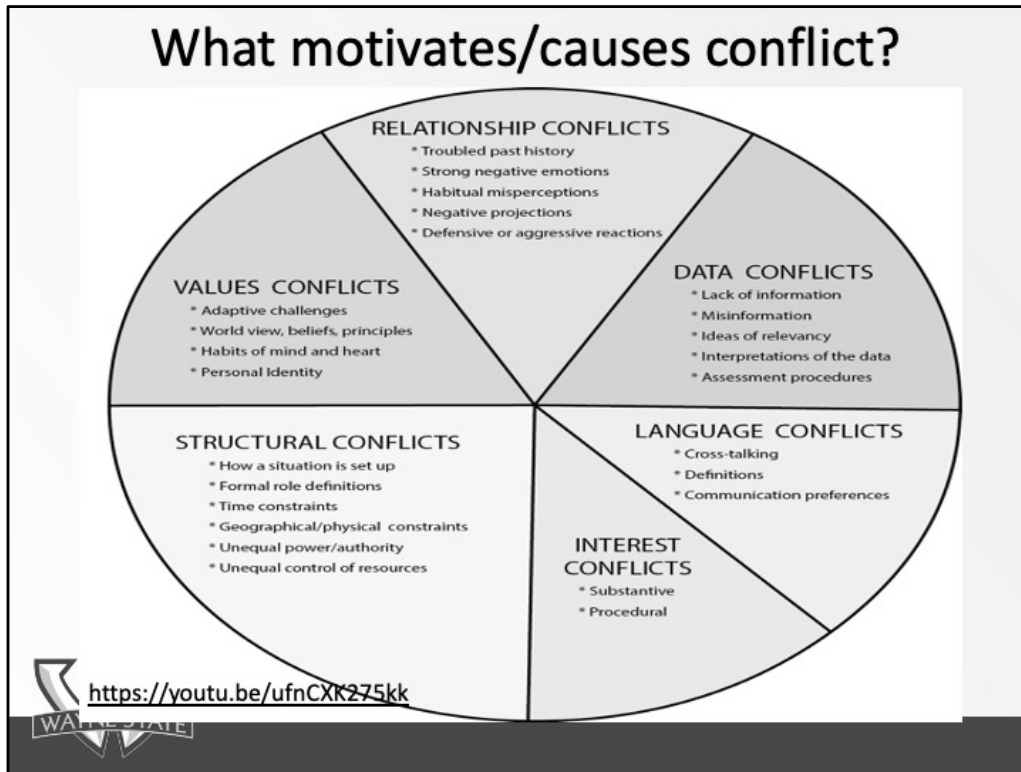 What motivates/causes conflict?
RELATIONSHIP CONFLICTS
* Troubled past history
* Strong negative emotions
* Habitual misperceptions
* Negative projections
* Defensive or aggressive reactions
VALUES CONFLICTS
* Adaptive challenges
* World view, beliefs, principles
* Habits of mind and heart
* Personal Identity
DATA CONFLICTS
* Lack of information
* Misinformation
* Ideas of relevancy
* Interpretations of the data
* Assessment procedures
STRUCTURAL CONFLICTS
* How a situation is set up
* Formal role definitions
* Time constraints
* Geographical/physical constraints
* Unequal power/authority
* Unequal control of resources
LANGUAGE CONFLICTS
* Cross-talking
* Definitions
* Communication preferences
INTEREST
CONFLICTS
* Substantive
* Procedural
https://youtu.be/ufnCXK275kk
WAYNE STATE